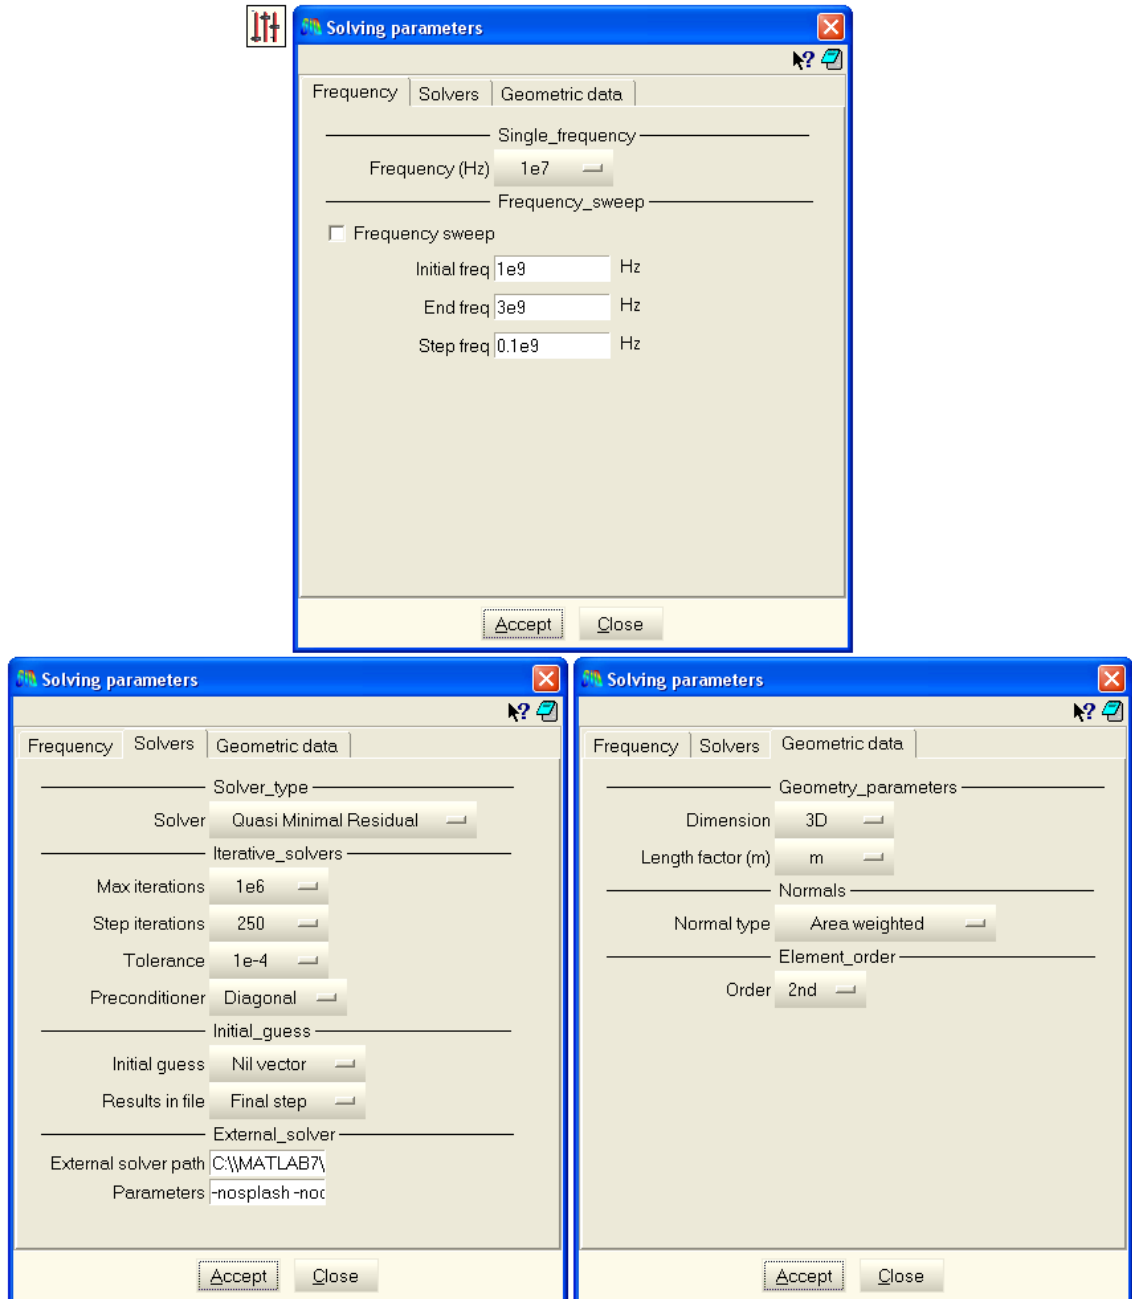 Solving parameters
Frequency Solvers Geometric data
Single_frequency
Frequency (Hz) 1e7
Frequency_sweep
Frequency sweep
Initial freq 1e9 Hz
End freq 3e9 Hz
Step freq 0.1e9 Hz
Accept Close
Solving parameters
Frequency Solvers Geometric data
Solver_type
Solver Quasi Minimal Residual
Iterative_solvers
Max iterations 1e6
Step iterations 250
Tolerance 1e-4
Preconditioner Diagonal
Initial_guess
Initial guess Nil vector
Results in file Final step
External_solver
External solver path C:\\MATLAB7\
Parameters -nosplash -noc
Accept Close
Solving parameters
Frequency Solvers Geometric data
Geometry_parameters
Dimension 3D
Length factor (m) m
Normals
Normal type Area weighted
Element_order
Order 2nd
Accept Close